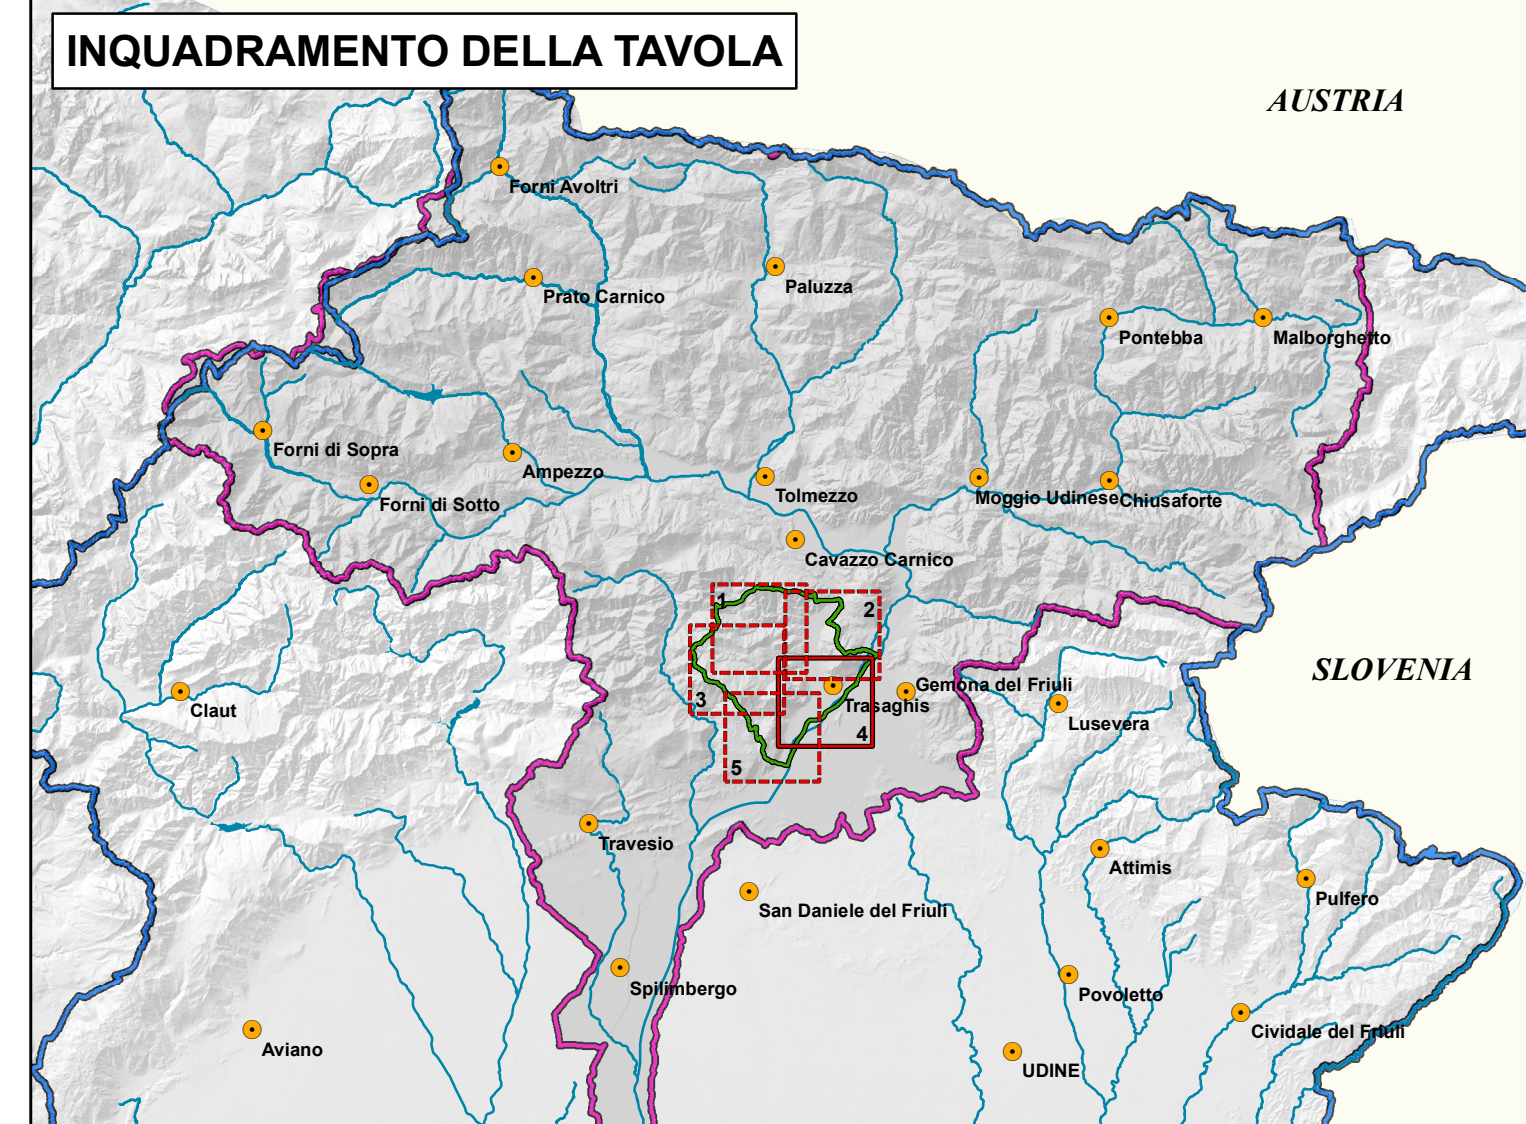 INQUADRAMENTO DELLA TAVOLA
AUSTRIA
Forni Avoltri
Prato Carnico
Paluzza
Pontebba
Malborghetto
Forni di Sopra
Ampezzo
Forni di Sotto
Tolmezzo
Moggio Udinese
Chiusaforte
Cavazzo Carnico
1
2
SLOVENIA
Gemona del Friuli
Claut
3
Trasaghis
Lusevera
4
5
Travesio
Attimis
Pulfero
San Daniele del Friuli
Spilimbergo
Povoletto
Cividale del Friuli
Aviano
UDINE